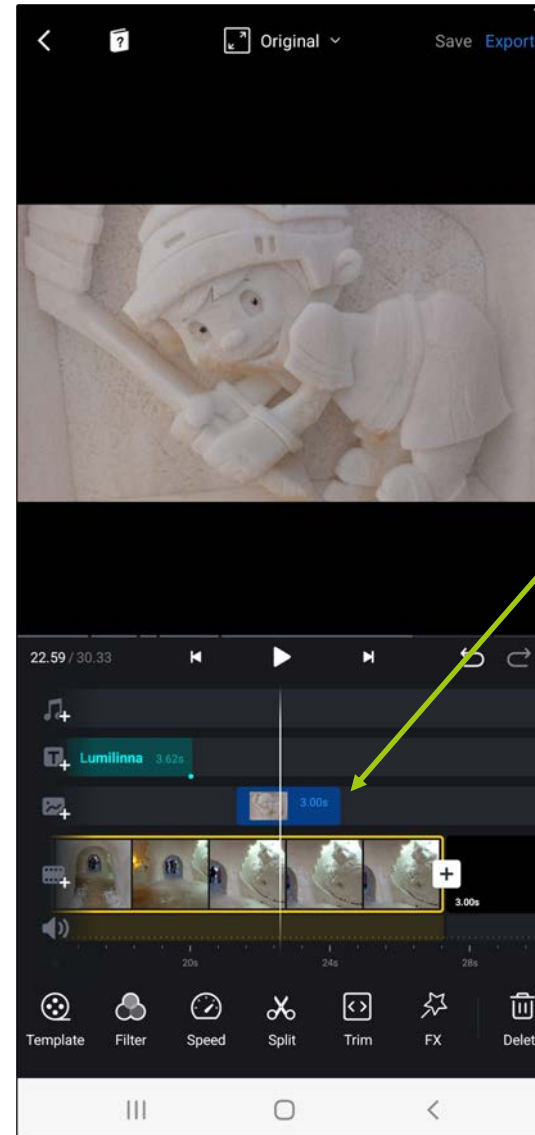 ?
Original Save Export
22.59 / 30.33
T Lumilinna 3.62s
3.00s
3.00s
20s 24s 28s
Template Filter Speed Split Trim FX Delet